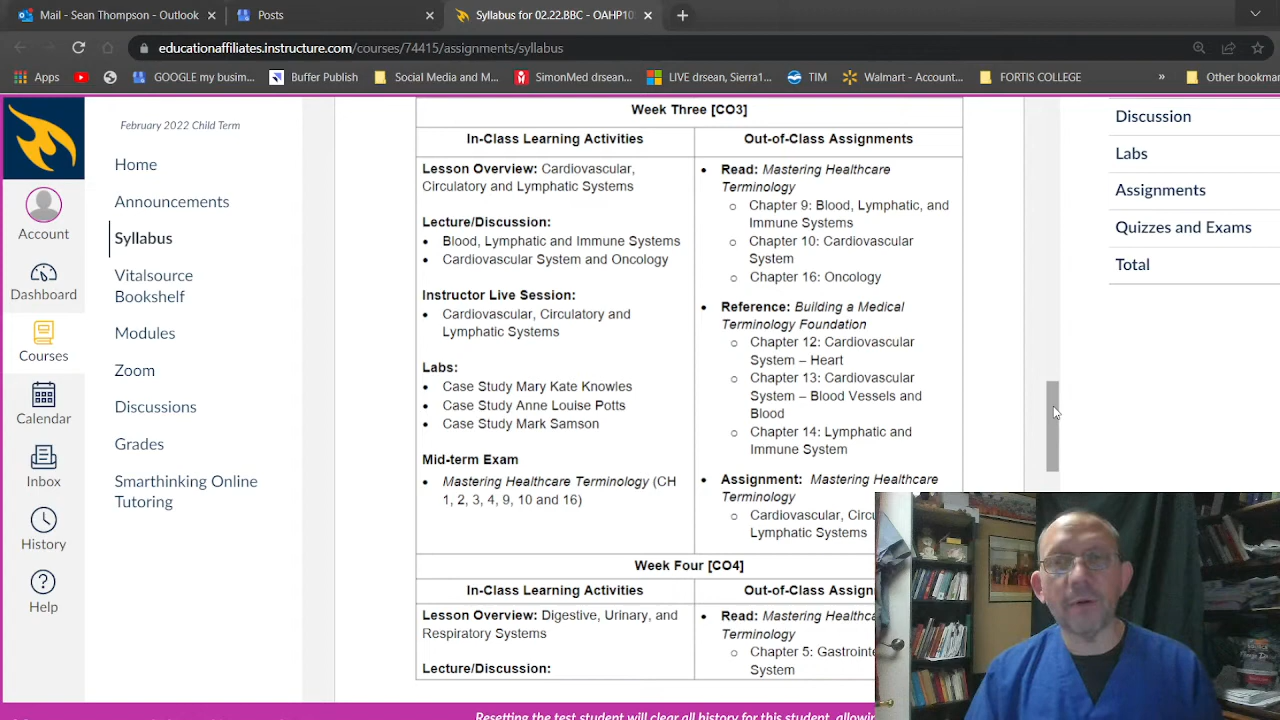 Mail - Sean Thompson - Outlook
Posts
Syllabus for 02.22.BBC - OAHP10
educationaffiliates.instructure.com/courses/74415/assignments/syllabus
Apps
GOOGLE my busim...
Buffer Publish
Social Media and M...
SimonMed drsean...
LIVE drsean, Sierra1...
TIM
Walmart - Account...
FORTIS COLLEGE
»
Other bookmar
Account
Dashboard
Courses
Calendar
Inbox
History
Help
February 2022 Child Term
Home
Announcements
Syllabus
Vitalsource
Bookshelf
Modules
Zoom
Discussions
Grades
Smarthinking Online
Tutoring
Week Three [CO3]
In-Class Learning Activities
Lesson Overview: Cardiovascular,
Circulatory and Lymphatic Systems
Lecture/Discussion:
• Blood, Lymphatic and Immune Systems
• Cardiovascular System and Oncology
Instructor Live Session:
• Cardiovascular, Circulatory and
Lymphatic Systems
Labs:
• Case Study Mary Kate Knowles
• Case Study Anne Louise Potts
• Case Study Mark Samson
Mid-term Exam
• Mastering Healthcare Terminology (CH
1, 2, 3, 4, 9, 10 and 16)
Out-of-Class Assignments
• Read: Mastering Healthcare
Terminology
o Chapter 9: Blood, Lymphatic, and
Immune Systems
o Chapter 10: Cardiovascular
System
o Chapter 16: Oncology
• Reference: Building a Medical
Terminology Foundation
o Chapter 12: Cardiovascular
System – Heart
o Chapter 13: Cardiovascular
System – Blood Vessels and
Blood
o Chapter 14: Lymphatic and
Immune System
• Assignment: Mastering Healthcare
Terminology
o Cardiovascular, Circu
Lymphatic Systems
Week Four [CO4]
In-Class Learning Activities
Lesson Overview: Digestive, Urinary, and
Respiratory Systems
Lecture/Discussion:
Out-of-Class Assign
• Read: Mastering Healthca
Terminology
o Chapter 5: Gastrointe
System
Discussion
Labs
Assignments
Quizzes and Exams
Total
Resetting the test student will clear all history for this student, allowin